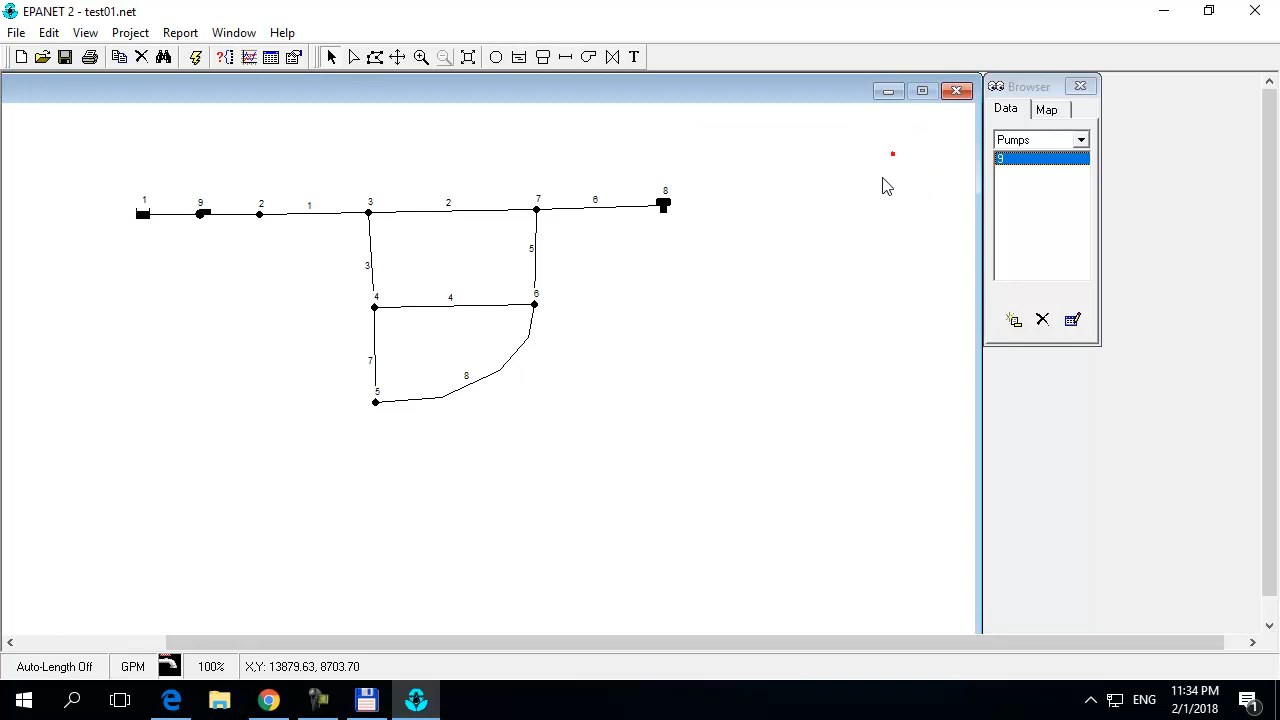 EPANET 2 - test01.net
File Edit View Project Report Window Help
T
Browser
Data Map
Pumps
9
1 9 2 1 3 2 7 6 8
3 5
4 4 6
7 8
5
Auto-Length Off GPM 100% X,Y: 13879.63, 8703.70
ENG 11:34 PM
2/1/2018 1